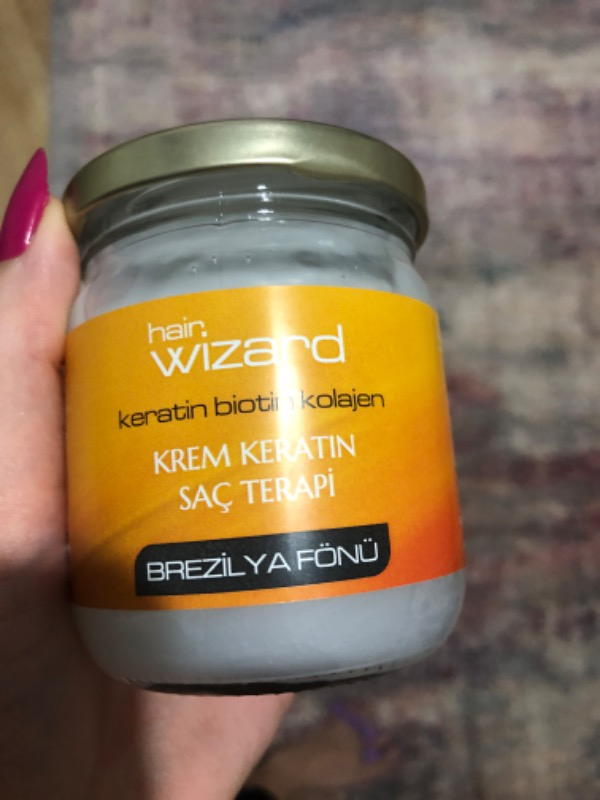 hair.
wizard
keratin biotin kolajen
KREM KERATIN
SAÇ TERAPİ
BREZİLYA FÖNÜ